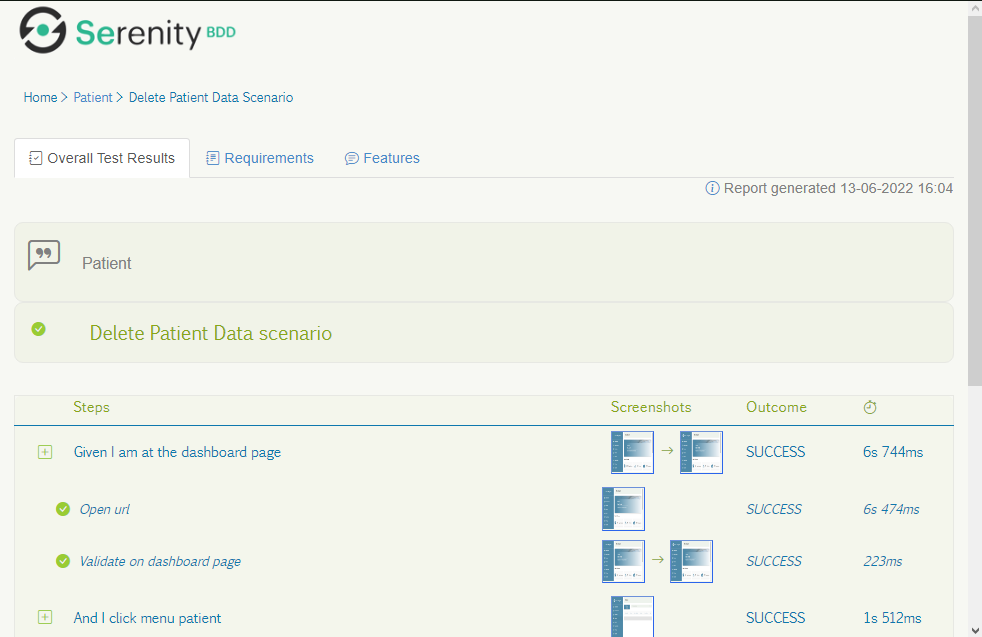 Serenity BDD
Home > Patient > Delete Patient Data Scenario
Overall Test Results Requirements Features
Report generated 13-06-2022 16:04
Patient
Delete Patient Data scenario
Steps Screenshots Outcome
Given I am at the dashboard page SUCCESS 6s 744ms
Open url SUCCESS 6s 474ms
Validate on dashboard page SUCCESS 223ms
And I click menu patient SUCCESS 1s 512ms